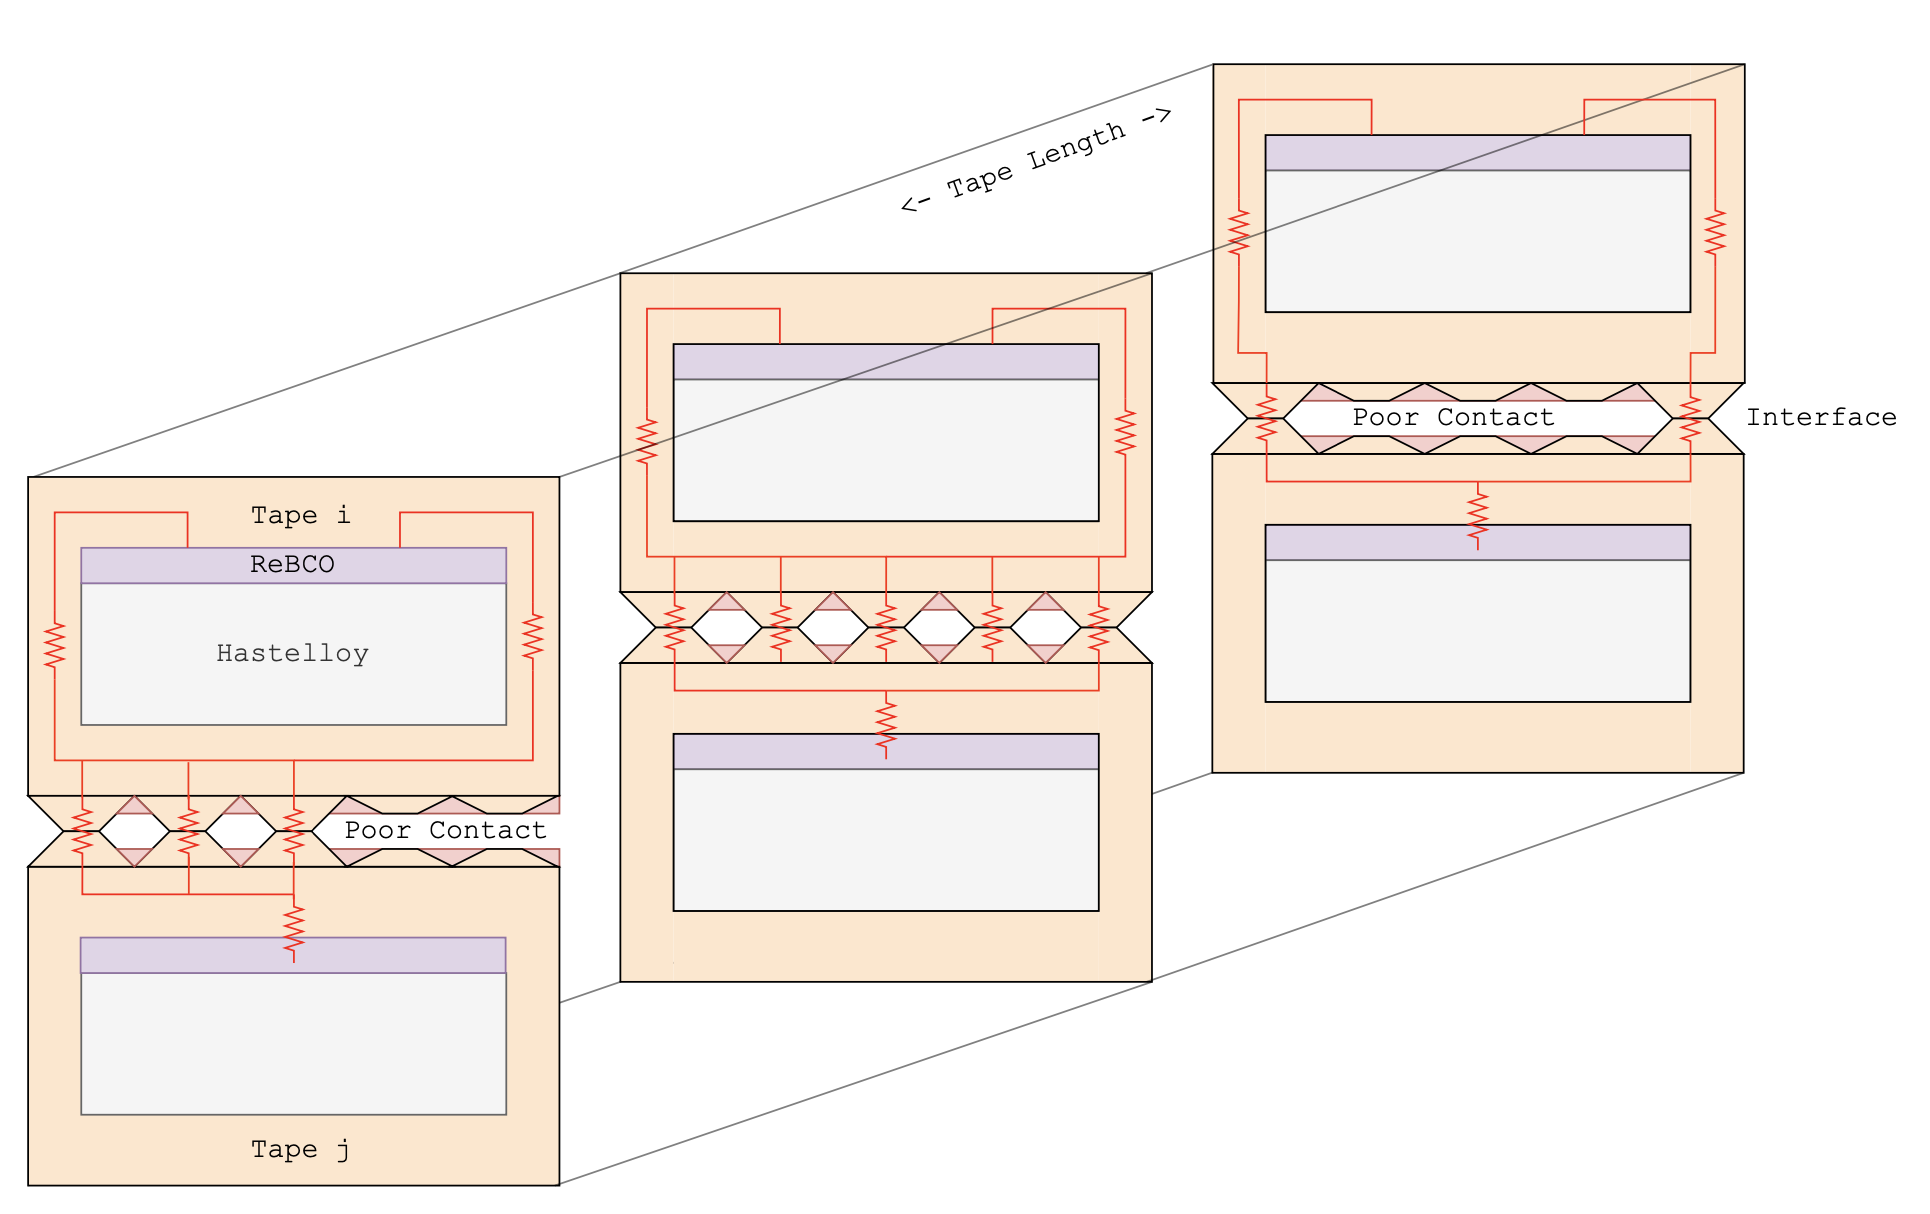 <- Tape Length ->
Poor Contact
Interface
Tape i
ReBCO
Hastelloy
Poor Contact
Tape j